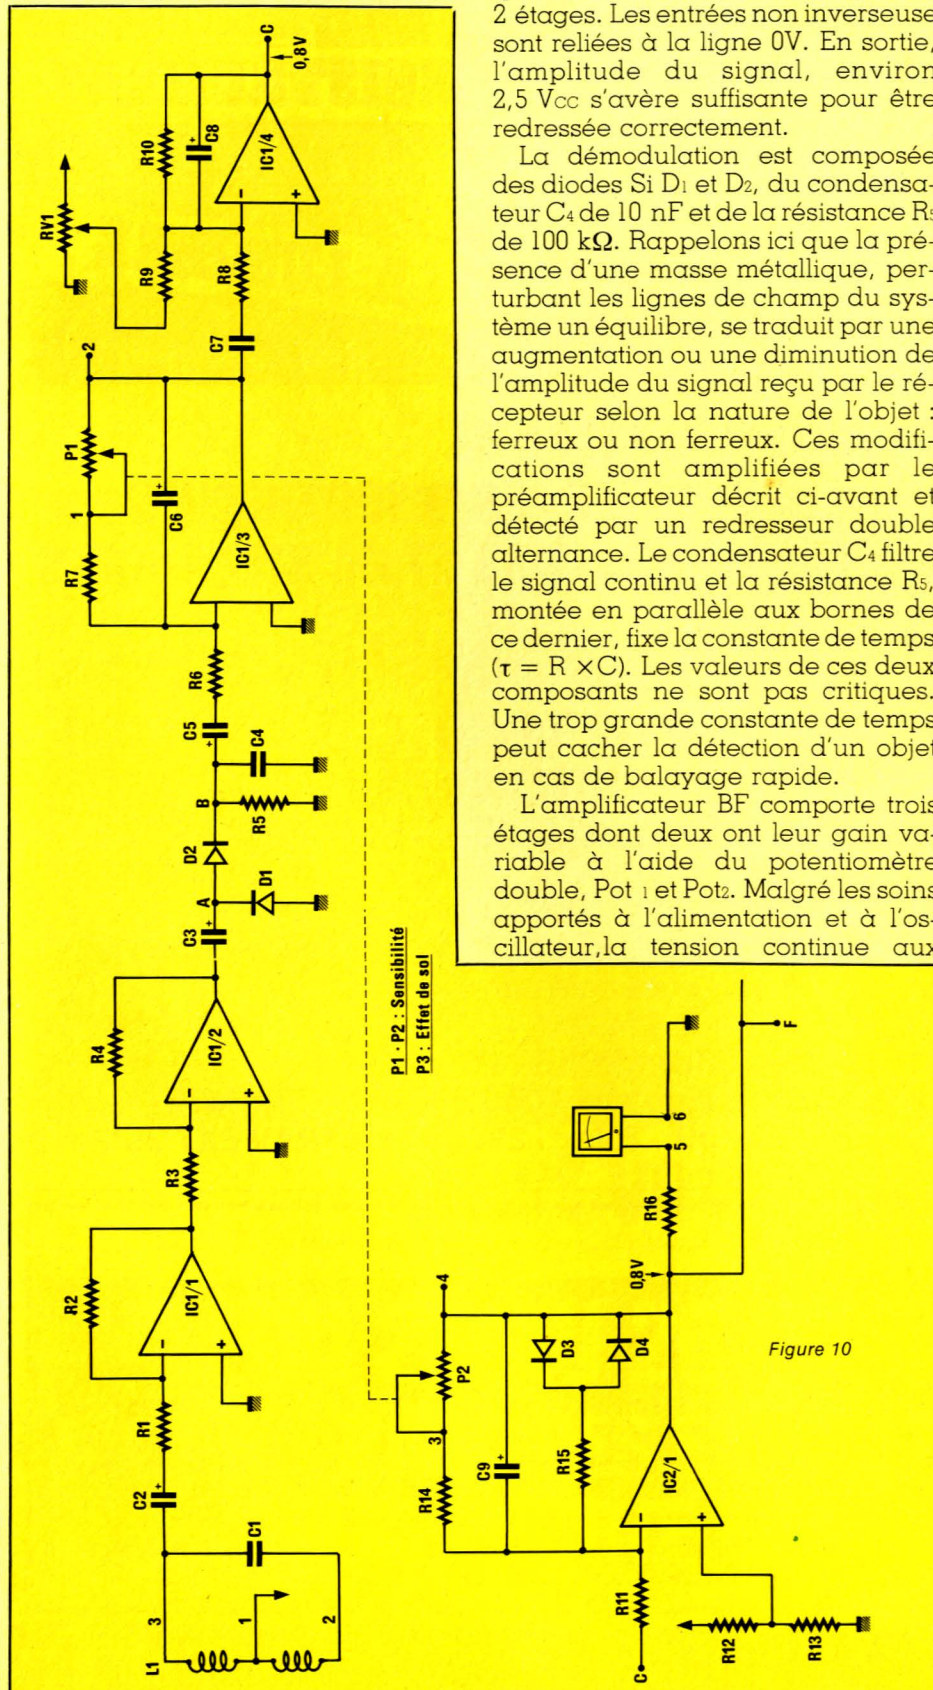 2 étages. Les entrées non inverseuse
sont reliées à la ligne 0V. En sortie,
l'amplitude du signal, environ
2,5 Vcc s'avère suffisante pour être
redressée correctement.
La démodulation est composée
des diodes Si D1 et D2, du condensa-
teur C4 de 10 nF et de la résistance R5
de 100 kΩ. Rappelons ici que la pré-
sence d'une masse métallique, per-
turbant les lignes de champ du sys-
tème un équilibre, se traduit par une
augmentation ou une diminution de
l'amplitude du signal reçu par le ré-
cepteur selon la nature de l'objet :
ferreux ou non ferreux. Ces modifi-
cations sont amplifiées par le
préamplificateur décrit ci-avant et
détecté par un redresseur double
alternance. Le condensateur C4 filtre
le signal continu et la résistance R5,
montée en parallèle aux bornes de
ce dernier, fixe la constante de temps
(τ = R × C). Les valeurs de ces deux
composants ne sont pas critiques.
Une trop grande constante de temps
peut cacher la détection d'un objet
en cas de balayage rapide.
L'amplificateur BF comporte trois
étages dont deux ont leur gain va-
riable à l'aide du potentiomètre
double, Pot 1 et Pot2. Malgré les soins
apportés à l'alimentation et à l'os-
cillateur,la tension continue aux
L1
3
1
2
C1
C2
+
R1
R2
IC1/1
-
+
R3
R4
IC1/2
-
+
C3
A
D1
D2
B
R5
C4
C5
+
R6
R7
1
P1
2
C6
+
IC1/3
C7
R8
R9
RV1
R10
C8
+
IC1/4
-
+
C
0,8V
P1 - P2 : Sensibilité
P3 : Effet de sol
C
R11
R12
R13
R14
3
P2
4
C9
+
R15
D3
D4
IC2/1
-
+
0,8V
R16
5
6
F
Figure 10